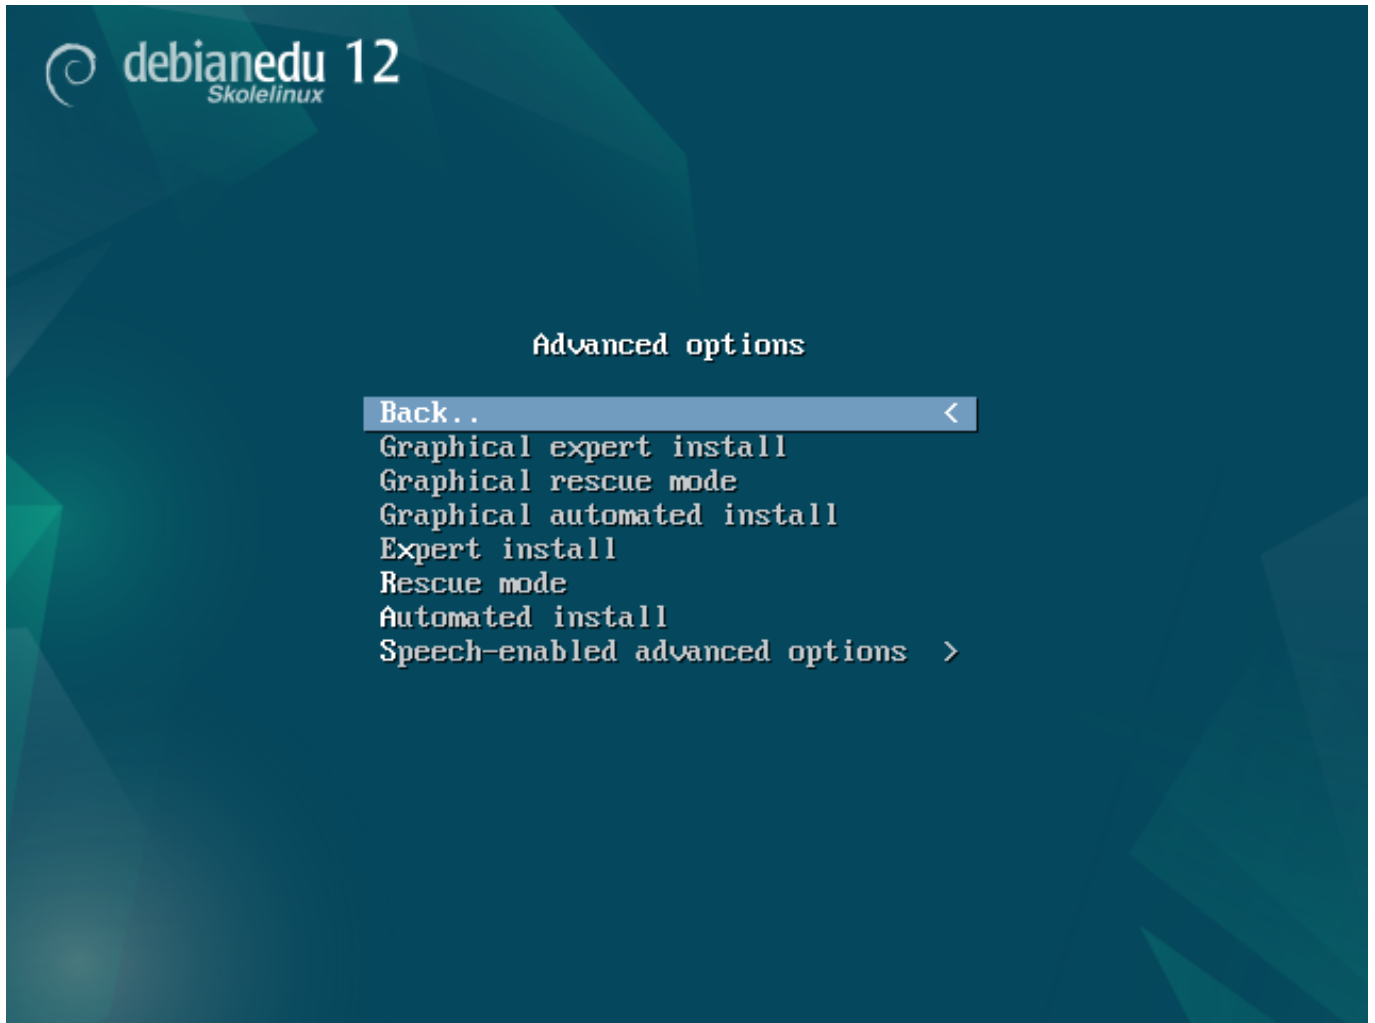 debianedu 12
Skolelinux
Advanced options
Back.. <
Graphical expert install
Graphical rescue mode
Graphical automated install
Expert install
Rescue mode
Automated install
Speech-enabled advanced options >